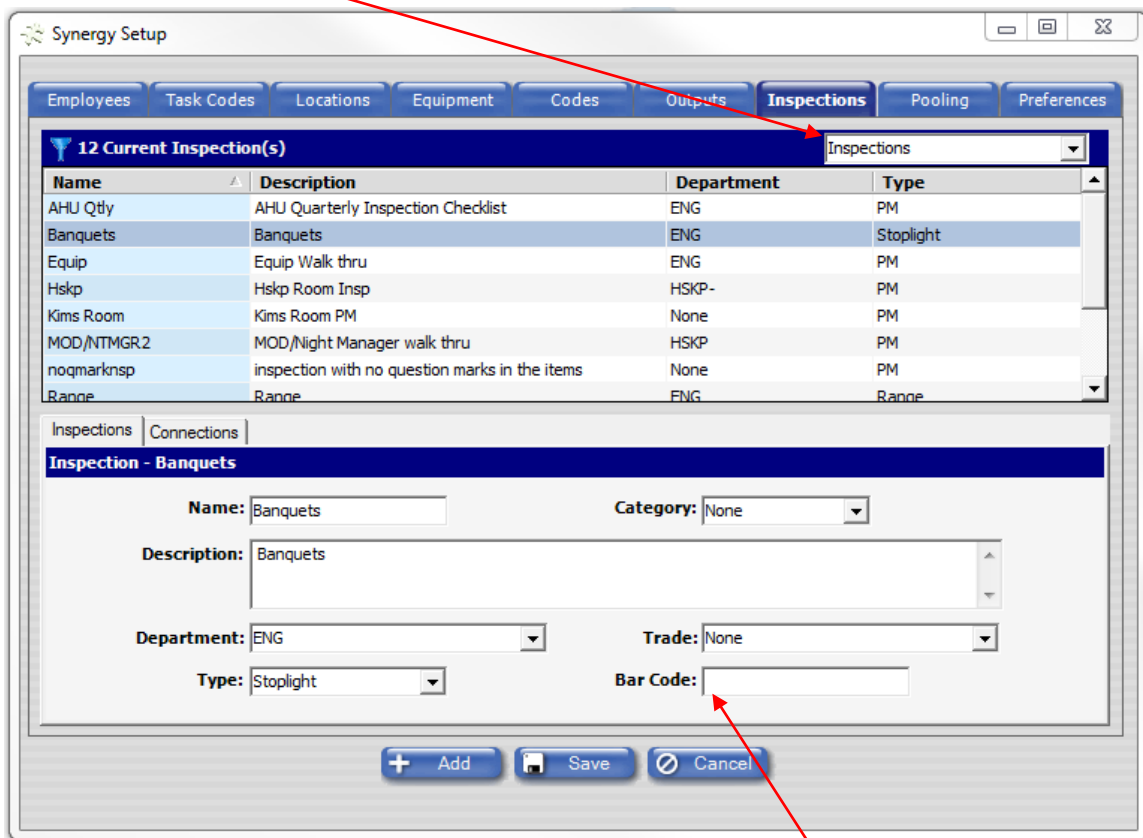 Synergy Setup
Employees Task Codes Locations Equipment Codes Outputs Inspections Pooling Preferences
12 Current Inspection(s) Inspections
Name Description Department Type
AHU Qtly AHU Quarterly Inspection Checklist ENG PM
Banquets Banquets ENG Stoplight
Equip Equip Walk thru ENG PM
Hskp Hskp Room Insp HSKP- PM
Kims Room Kims Room PM None PM
MOD/NTMGR2 MOD/Night Manager walk thru HSKP PM
noqmarknsp inspection with no question marks in the items None PM
Range Range ENG Range
Inspections Connections
Inspection - Banquets
Name: Banquets Category: None
Description: Banquets
Department: ENG Trade: None
Type: Stoplight Bar Code:
Add Save Cancel